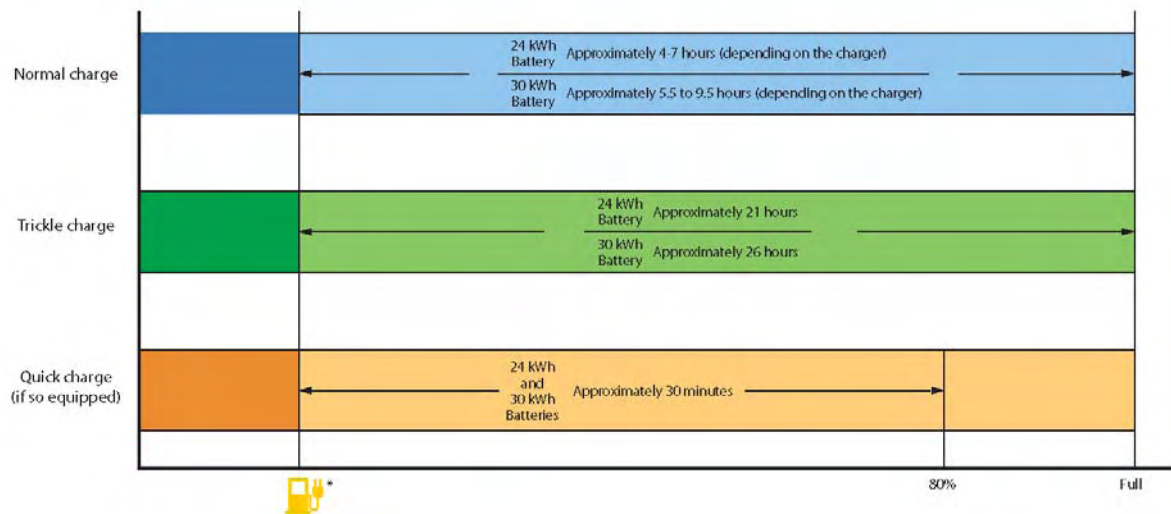 24 kWh
Battery
Approximately 4-7 hours (depending on the charger)
Normal charge
30 kWh
Battery
Approximately 5.5 to 9.5 hours (depending on the charger)
24 kWh
Battery
Approximately 21 hours
Trickle charge
30 kWh
Battery
Approximately 26 hours
Quick charge
(if so equipped)
24 kWh
and
30 kWh
Batteries
Approximately 30 minutes
*
80%
Full